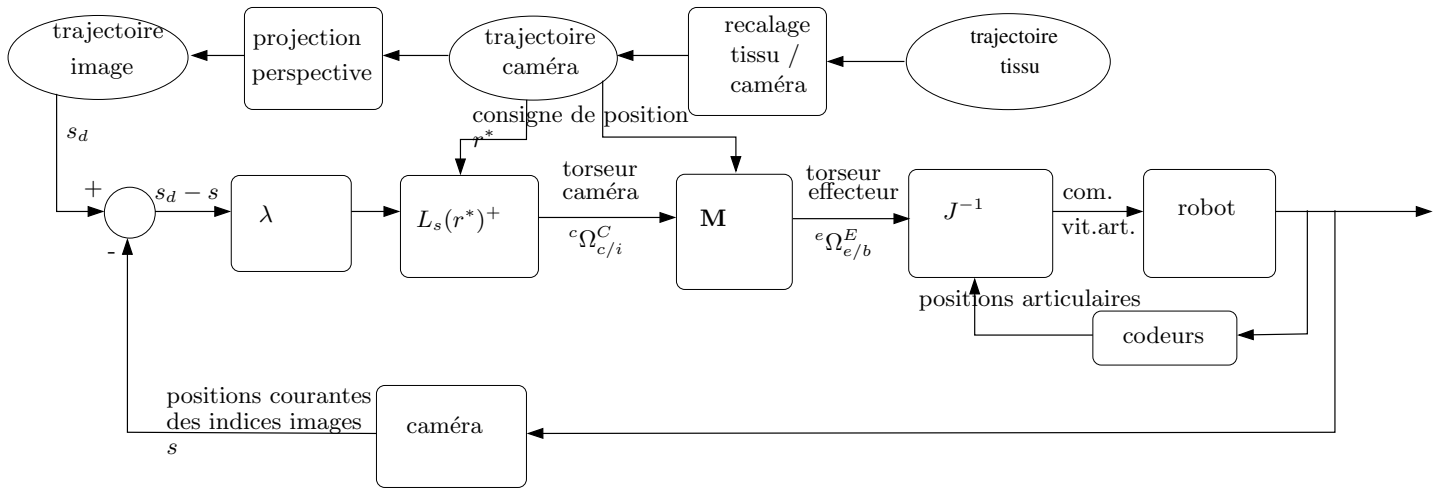 trajectoire
image
projection
perspective
trajectoire
caméra
recalage
tissu /
caméra
trajectoire
tissu
consigne de position
r*
s_d
+
s_d − s
-
λ
L_s(r*)^+
torseur
caméra
^cΩ^C_{c/i}
M
torseur
effecteur
^eΩ^E_{e/b}
J^{−1}
com.
vit.art.
robot
positions articulaires
codeurs
positions courantes
des indices images
s
caméra